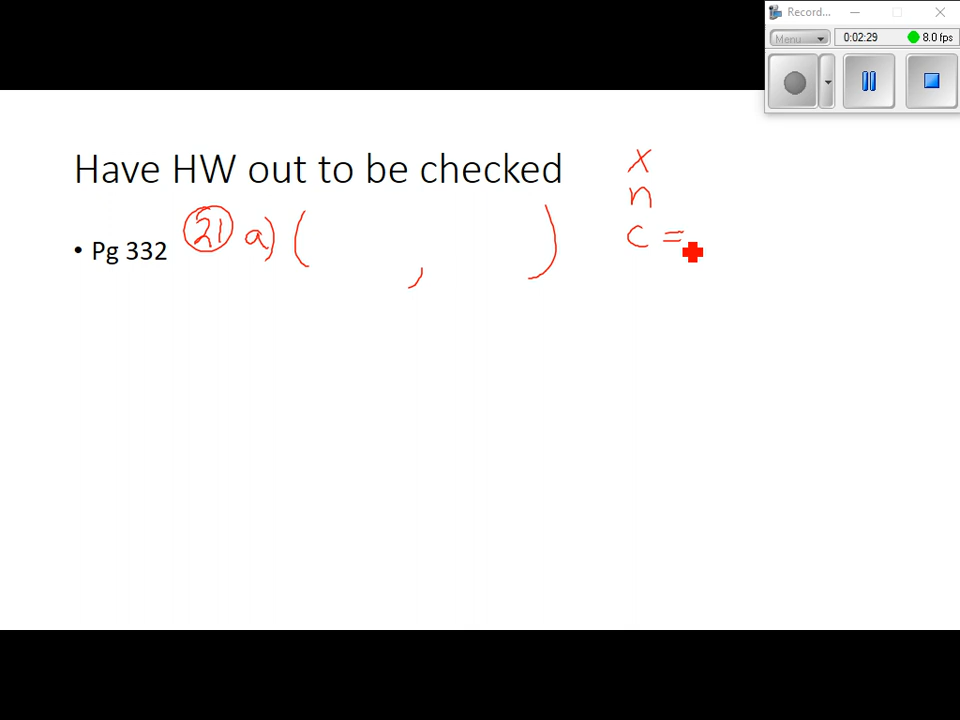 Record...
Menu
0:02:29
8.0 fps
Have HW out to be checked
• Pg 332
21 a) ( , )
x
n
c =